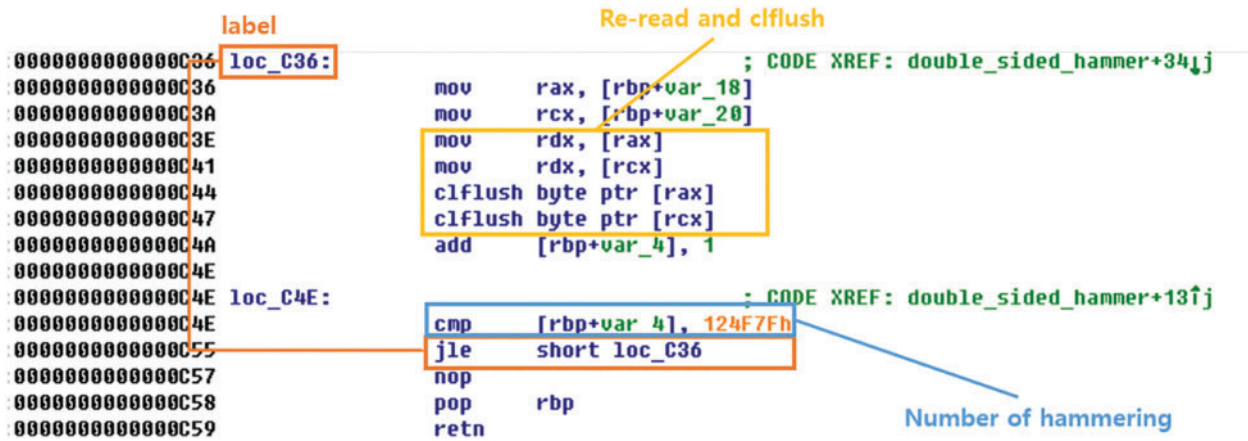 label
Re-read and clflush
:0000000000000C36 loc_C36: ; CODE XREF: double_sided_hammer+34↓j
:0000000000000C36 mov rax, [rbp+var_18]
:0000000000000C3A mov rcx, [rbp+var_20]
:0000000000000C3E mov rdx, [rax]
:0000000000000C41 mov rdx, [rcx]
:0000000000000C44 clflush byte ptr [rax]
:0000000000000C47 clflush byte ptr [rcx]
:0000000000000C4A add [rbp+var_4], 1
:0000000000000C4E
:0000000000000C4E loc_C4E: ; CODE XREF: double_sided_hammer+13↑j
:0000000000000C4E cmp [rbp+var_4], 124F7Fh
:0000000000000C55 jle short loc_C36
:0000000000000C57 nop
:0000000000000C58 pop rbp
:0000000000000C59 retn
Number of hammering